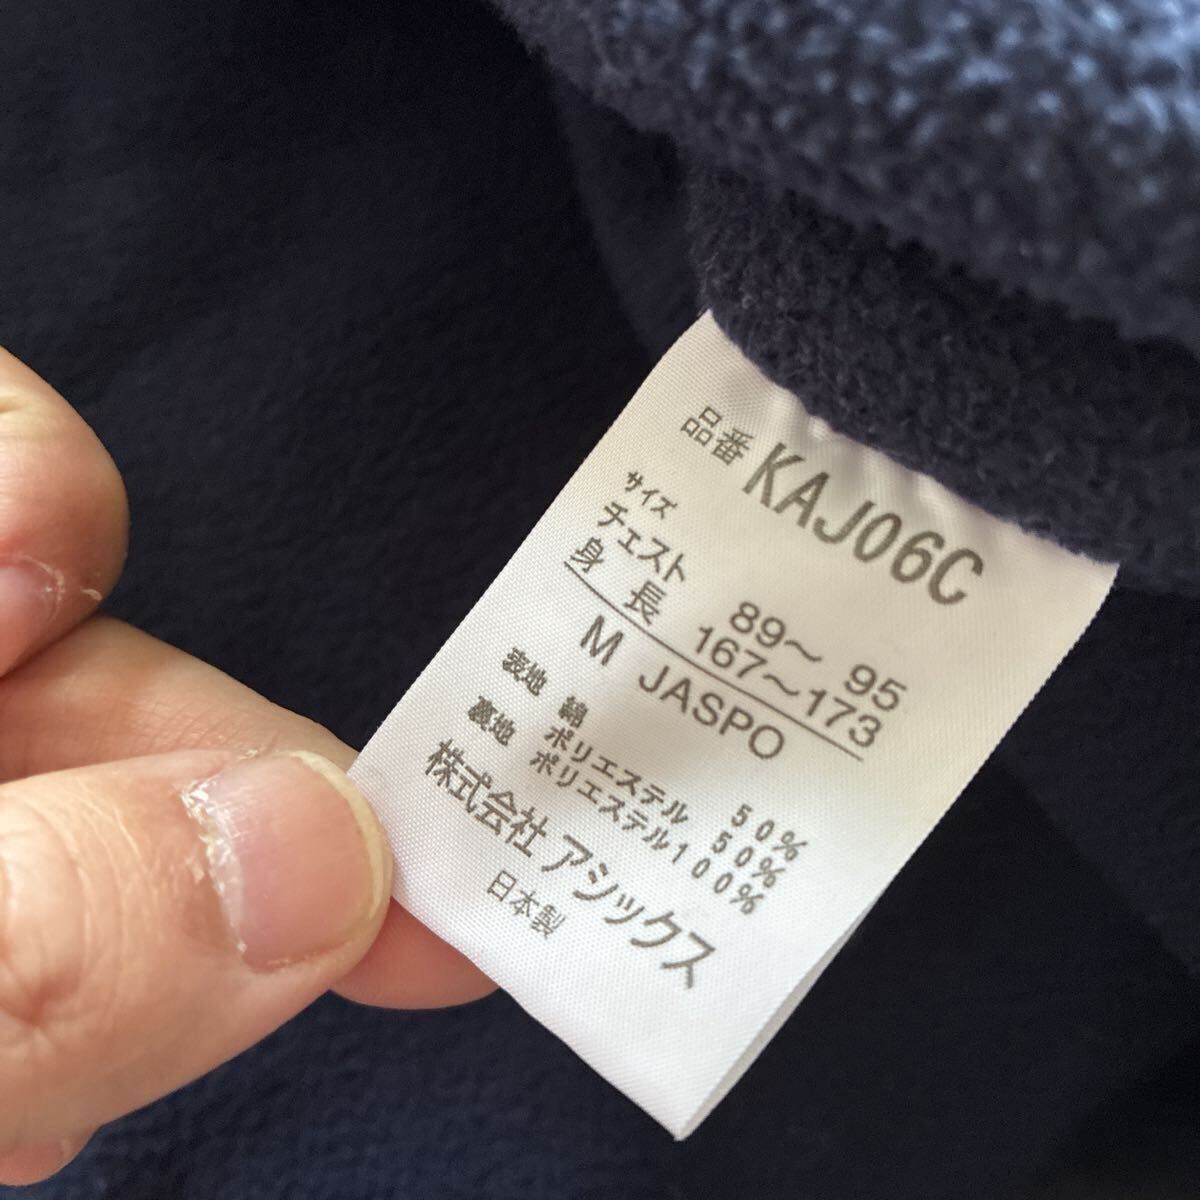 品番 KAJ06C
サイズ
チェスト 89～ 95
身長 167～173
M JASPO
表地 綿 50%
ポリエステル 50%
裏地 ポリエステル100%
株式会社アシックス
日本製